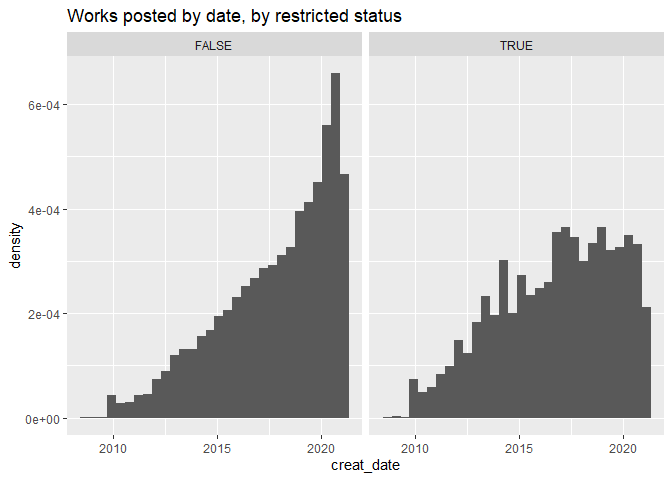 Works posted by date, by restricted status
FALSE
TRUE
density
6e-04
4e-04
2e-04
0e+00
2010
2015
2020
2010
2015
2020
creat_date